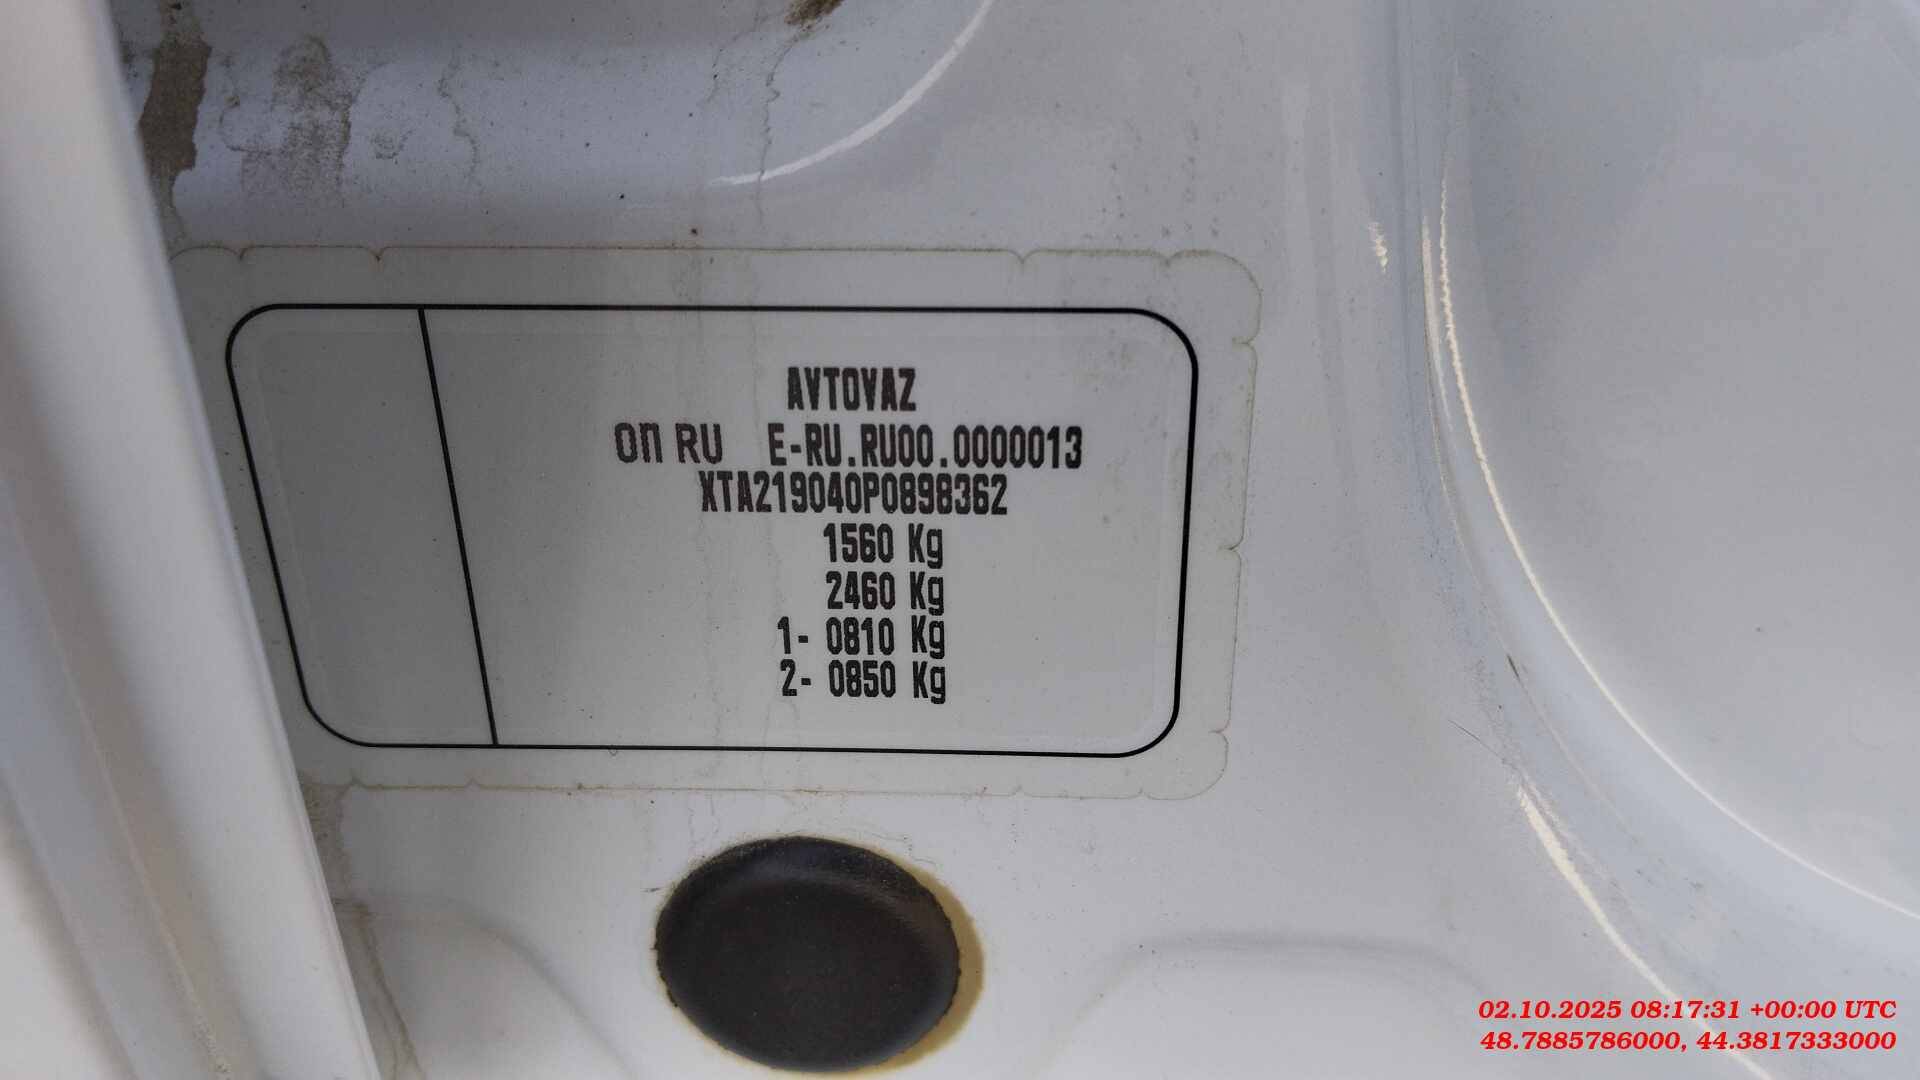 AVTOVAZ
ОП RU E-RU.RU00.0000013
XTA219040P0898362
1560 Kg
2460 Kg
1- 0810 Kg
2- 0850 Kg
02.10.2025 08:17:31 +00:00 UTC
48.7885786000, 44.3817333000